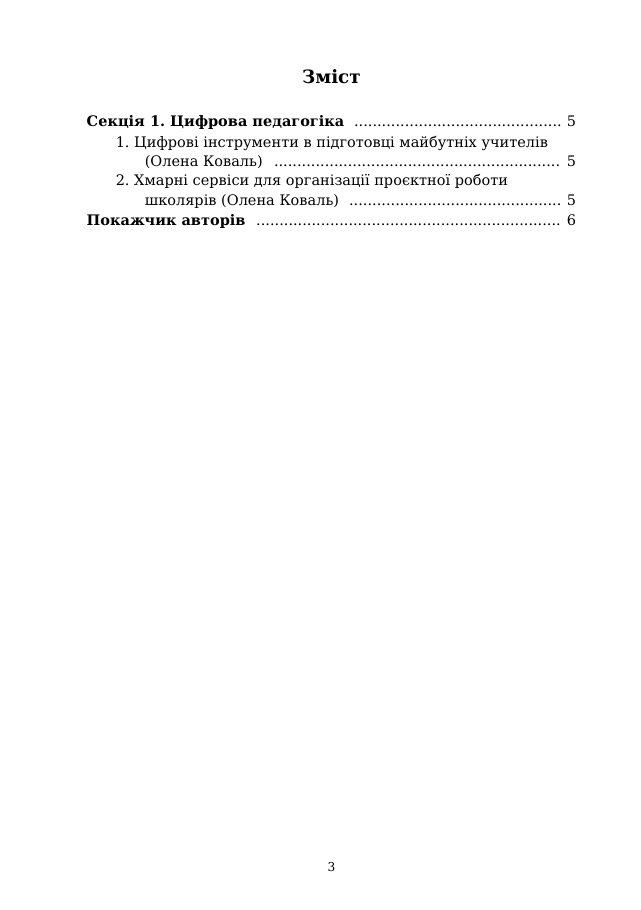 Зміст
Секція 1. Цифрова педагогіка ............................................. 5
1. Цифрові інструменти в підготовці майбутніх учителів
(Олена Коваль) .............................................................. 5
2. Хмарні сервіси для організації проєктної роботи
школярів (Олена Коваль) .............................................. 5
Покажчик авторів .................................................................. 6
3